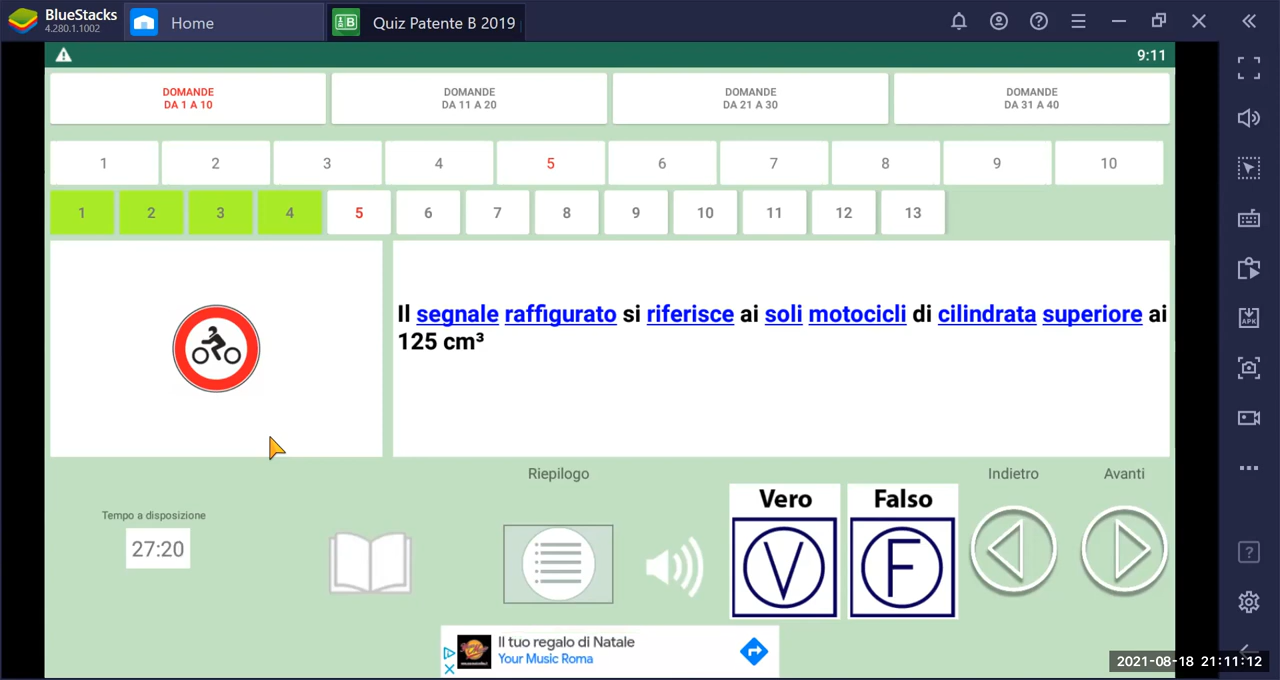 BlueStacks
4.280.1.1002
Home
Quiz Patente B 2019
9:11
DOMANDE
DA 1 A 10
DOMANDE
DA 11 A 20
DOMANDE
DA 21 A 30
DOMANDE
DA 31 A 40
1 2 3 4 5 6 7 8 9 10
1 2 3 4 5 6 7 8 9 10 11 12 13
Il segnale raffigurato si riferisce ai soli motocicli di cilindrata superiore ai
125 cm³
Riepilogo
Indietro
Avanti
Vero
Falso
Tempo a disposizione
27:20
V
F
Il tuo regalo di Natale
Your Music Roma
APK
2021-08-18 21:11:12